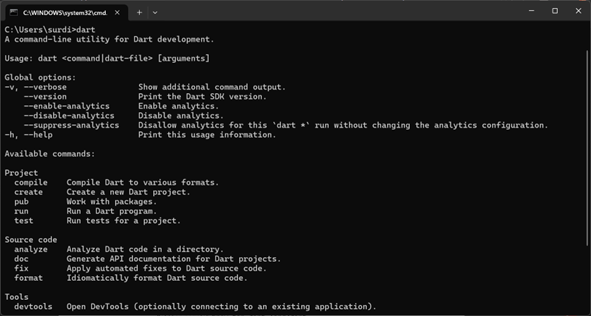 C:\WINDOWS\system32\cmd.
C:\Users\surdi>dart
A command-line utility for Dart development.
Usage: dart <command|dart-file> [arguments]
Global options:
-v, --verbose Show additional command output.
--version Print the Dart SDK version.
--enable-analytics Enable analytics.
--disable-analytics Disable analytics.
--suppress-analytics Disallow analytics for this `dart *` run without changing the analytics configuration.
-h, --help Print this usage information.
Available commands:
Project
compile Compile Dart to various formats.
create Create a new Dart project.
pub Work with packages.
run Run a Dart program.
test Run tests for a project.
Source code
analyze Analyze Dart code in a directory.
doc Generate API documentation for Dart projects.
fix Apply automated fixes to Dart source code.
format Idiomatically format Dart source code.
Tools
devtools Open DevTools (optionally connecting to an existing application).